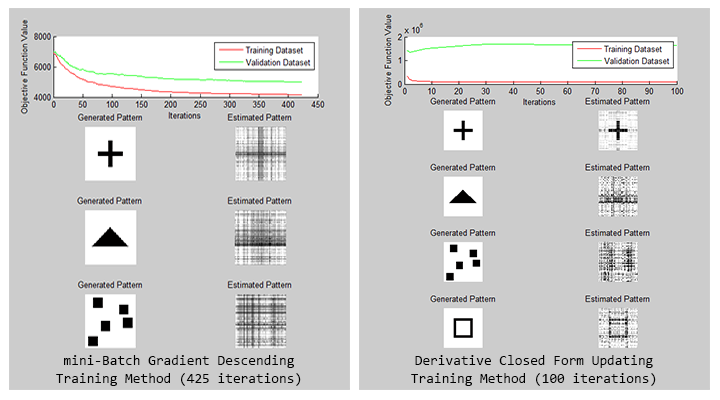 8000
6000
4000
Objective Function Value
Training Dataset
Validation Dataset
0 50 100 150 200 250 300 350 400 450
Iterations
Generated Pattern Estimated Pattern
Generated Pattern Estimated Pattern
Generated Pattern Estimated Pattern
mini-Batch Gradient Descending
Training Method (425 iterations)
x 10^6
2
1
0
Objective Function Value
Training Dataset
Validation Dataset
0 10 20 30 40 50 60 70 80 90 100
Iterations
Generated Pattern Estimated Pattern
Generated Pattern Estimated Pattern
Generated Pattern Estimated Pattern
Generated Pattern Estimated Pattern
Derivative Closed Form Updating
Training Method (100 iterations)